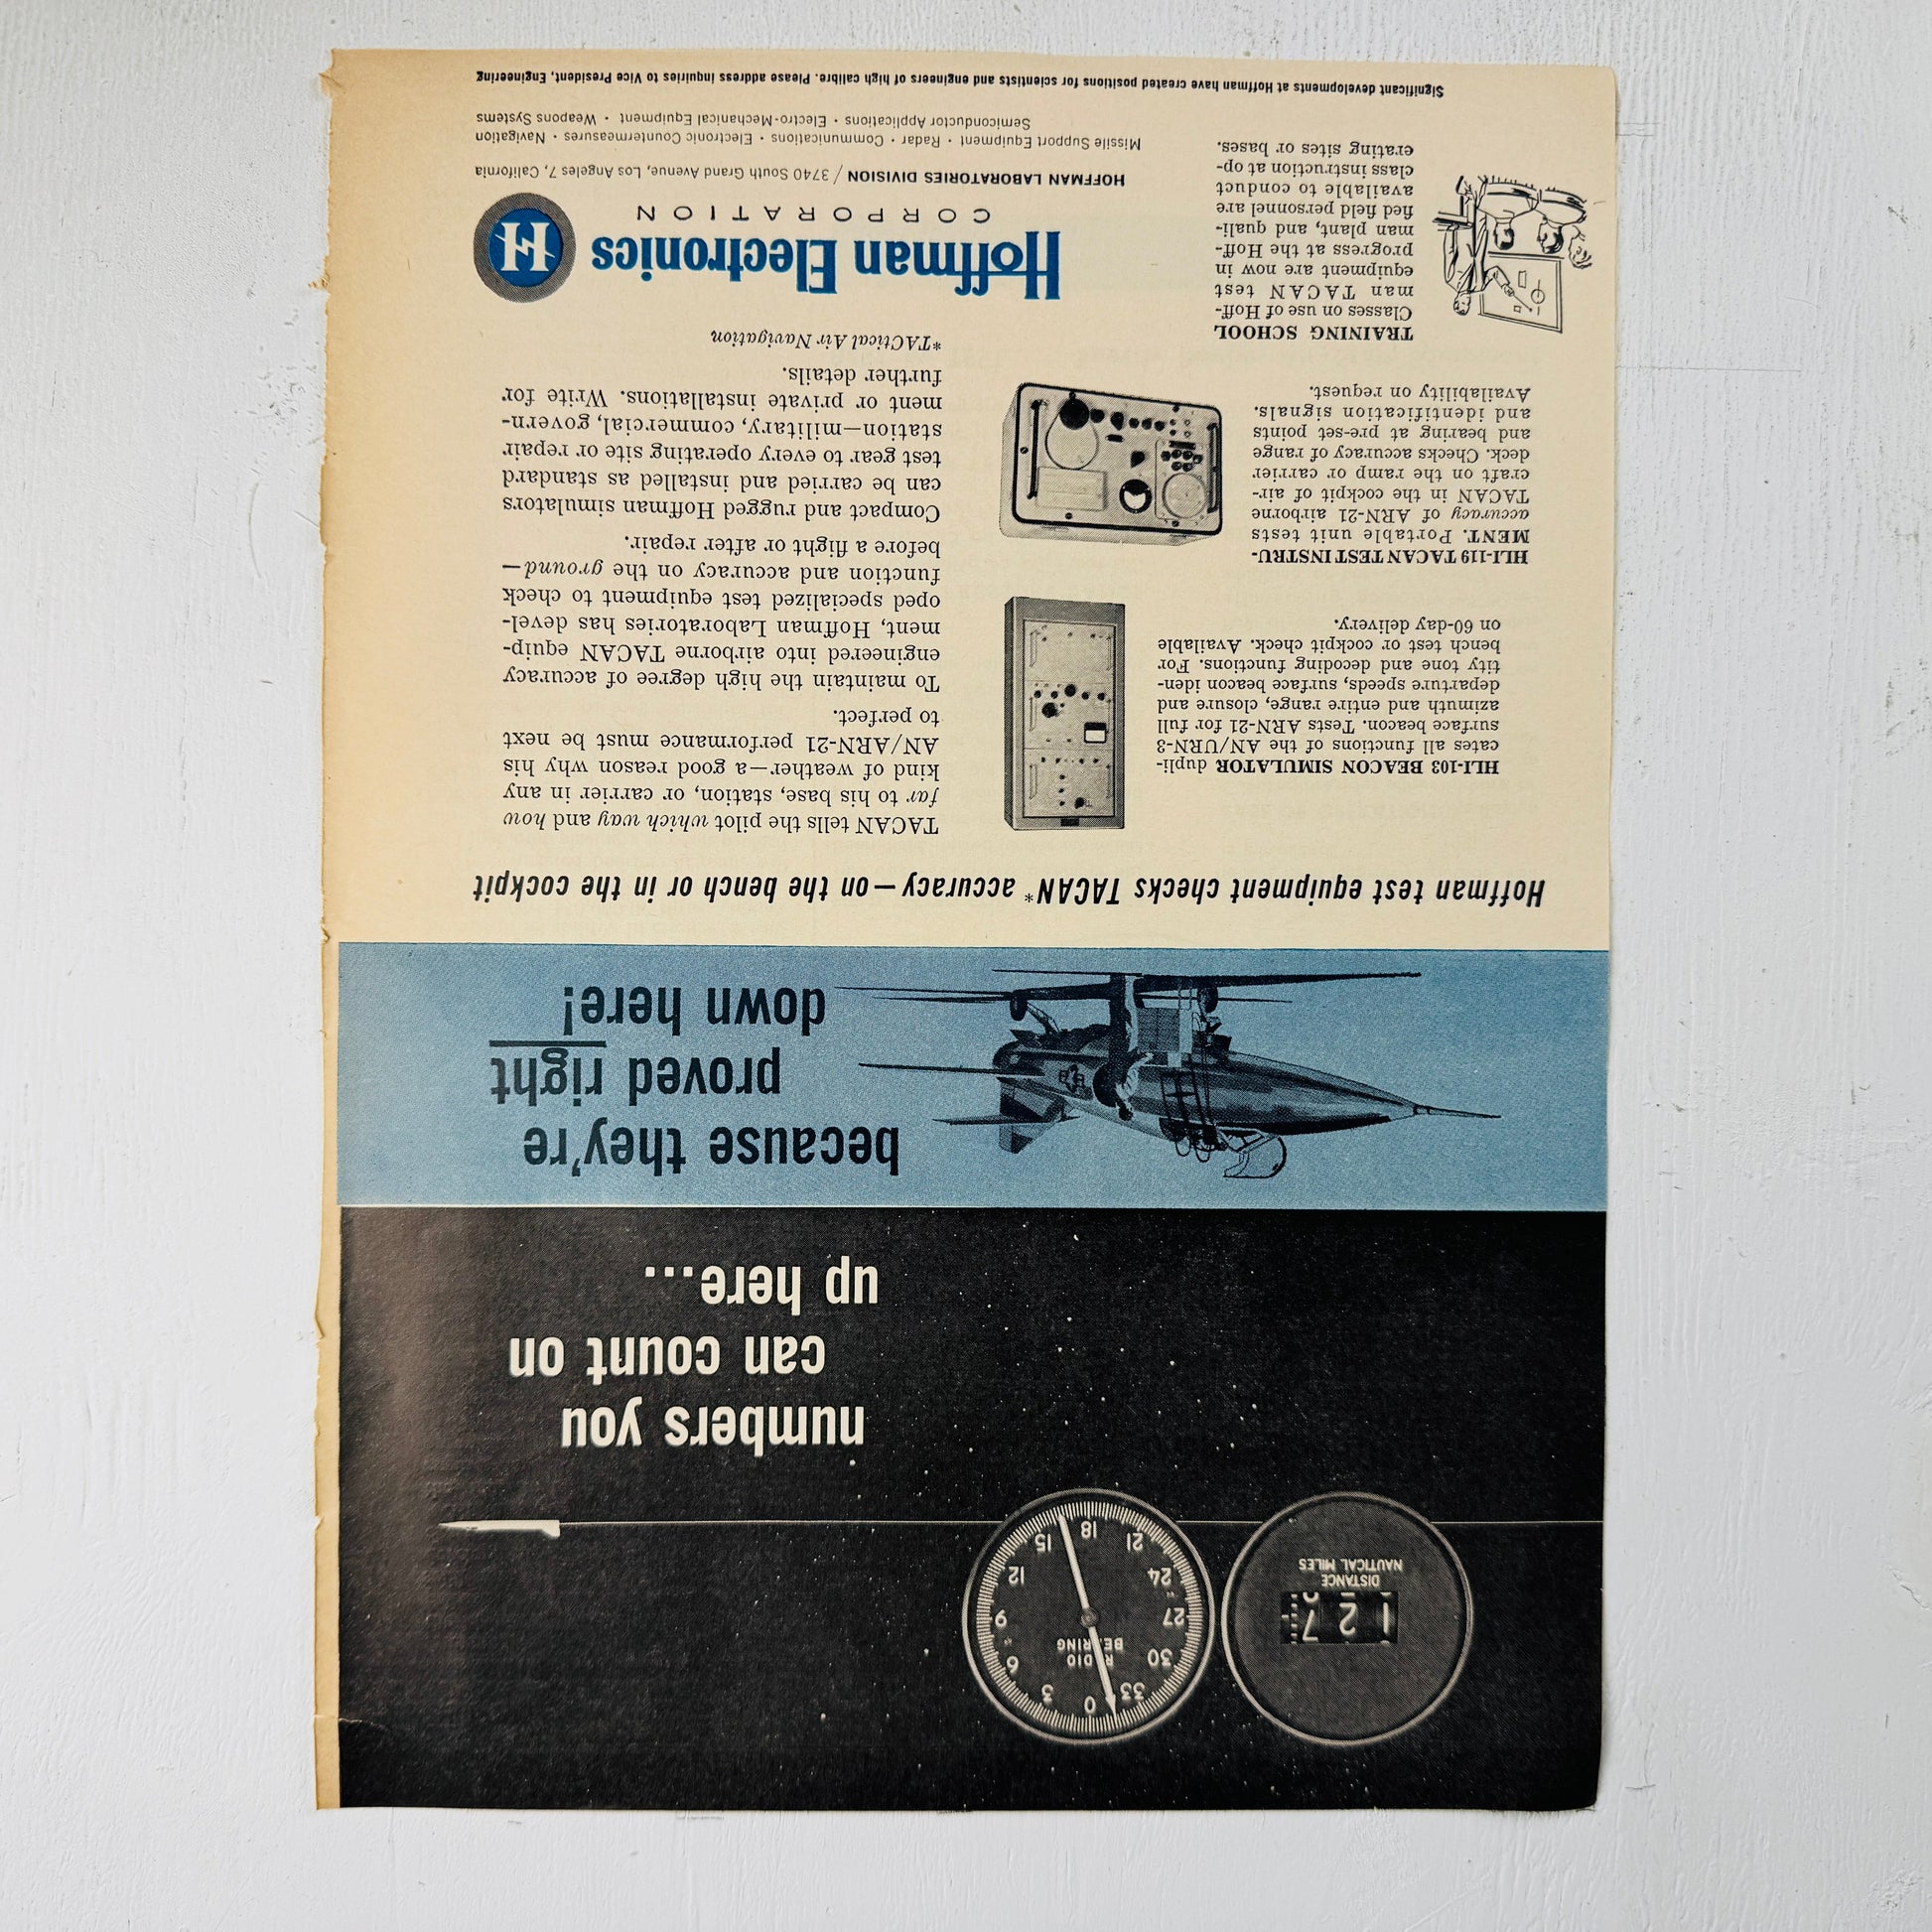 DISTANCE
NAUTICAL MILES
127
RADIO
BEARING
0
3
6
9
12
15
18
21
24
27
30
33
numbers you
can count on
up here...
because they're
proved right
down here!
Hoffman test equipment checks TACAN* accuracy—on the bench or in the cockpit
HLI-103 BEACON SIMULATOR dupli-
cates all functions of the AN/URN-3
surface beacon. Tests ARN-21 for full
azimuth and entire range, closure and
departure speeds, surface beacon iden-
tity tone and decoding functions. For
bench test or cockpit check. Available
on 60-day delivery.
HLI-119 TACAN TEST INSTRU-
MENT. Portable unit tests
accuracy of ARN-21 airborne
TACAN in the cockpit of air-
craft on the ramp or carrier
deck. Checks accuracy of range
and bearing at pre-set points
and identification signals.
Availability on request.
TRAINING SCHOOL
Classes on use of Hoff-
man TACAN test
equipment are now in
progress at the Hoff-
man plant, and quali-
fied field personnel are
available to conduct
class instruction at op-
erating sites or bases.
TACAN tells the pilot which way and how
far to his base, station, or carrier in any
kind of weather—a good reason why his
AN/ARN-21 performance must be next
to perfect.
To maintain the high degree of accuracy
engineered into airborne TACAN equip-
ment, Hoffman Laboratories has devel-
oped specialized test equipment to check
function and accuracy on the ground—
before a flight or after repair.
Compact and rugged Hoffman simulators
can be carried and installed as standard
test gear to every operating site or repair
station—military, commercial, govern-
ment or private installations. Write for
further details.
*TACtical Air Navigation
Hoffman Electronics
CORPORATION
H
HOFFMAN LABORATORIES DIVISION / 3740 South Grand Avenue, Los Angeles 7, California
Missile Support Equipment • Radar • Communications • Electronic Countermeasures • Navigation
Semiconductor Applications • Electro-Mechanical Equipment • Weapons Systems
Significant developments at Hoffman have created positions for scientists and engineers of high calibre. Please address inquiries to Vice President, Engineering